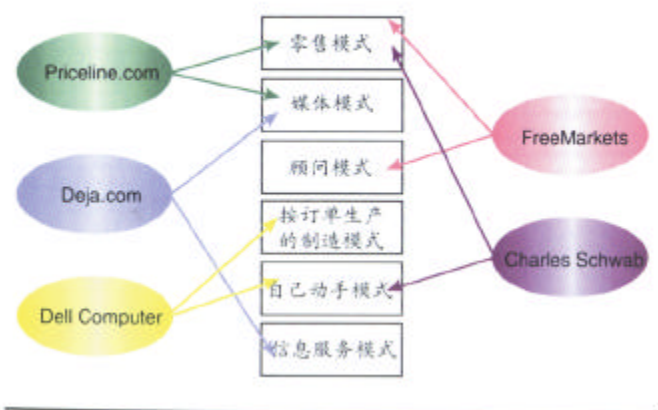 Priceline.com
Deja.com
Dell Computer
零售模式
媒体模式
顾问模式
按订单生产
的制造模式
自己动手模式
信息服务模式
FreeMarkets
Charles Schwab